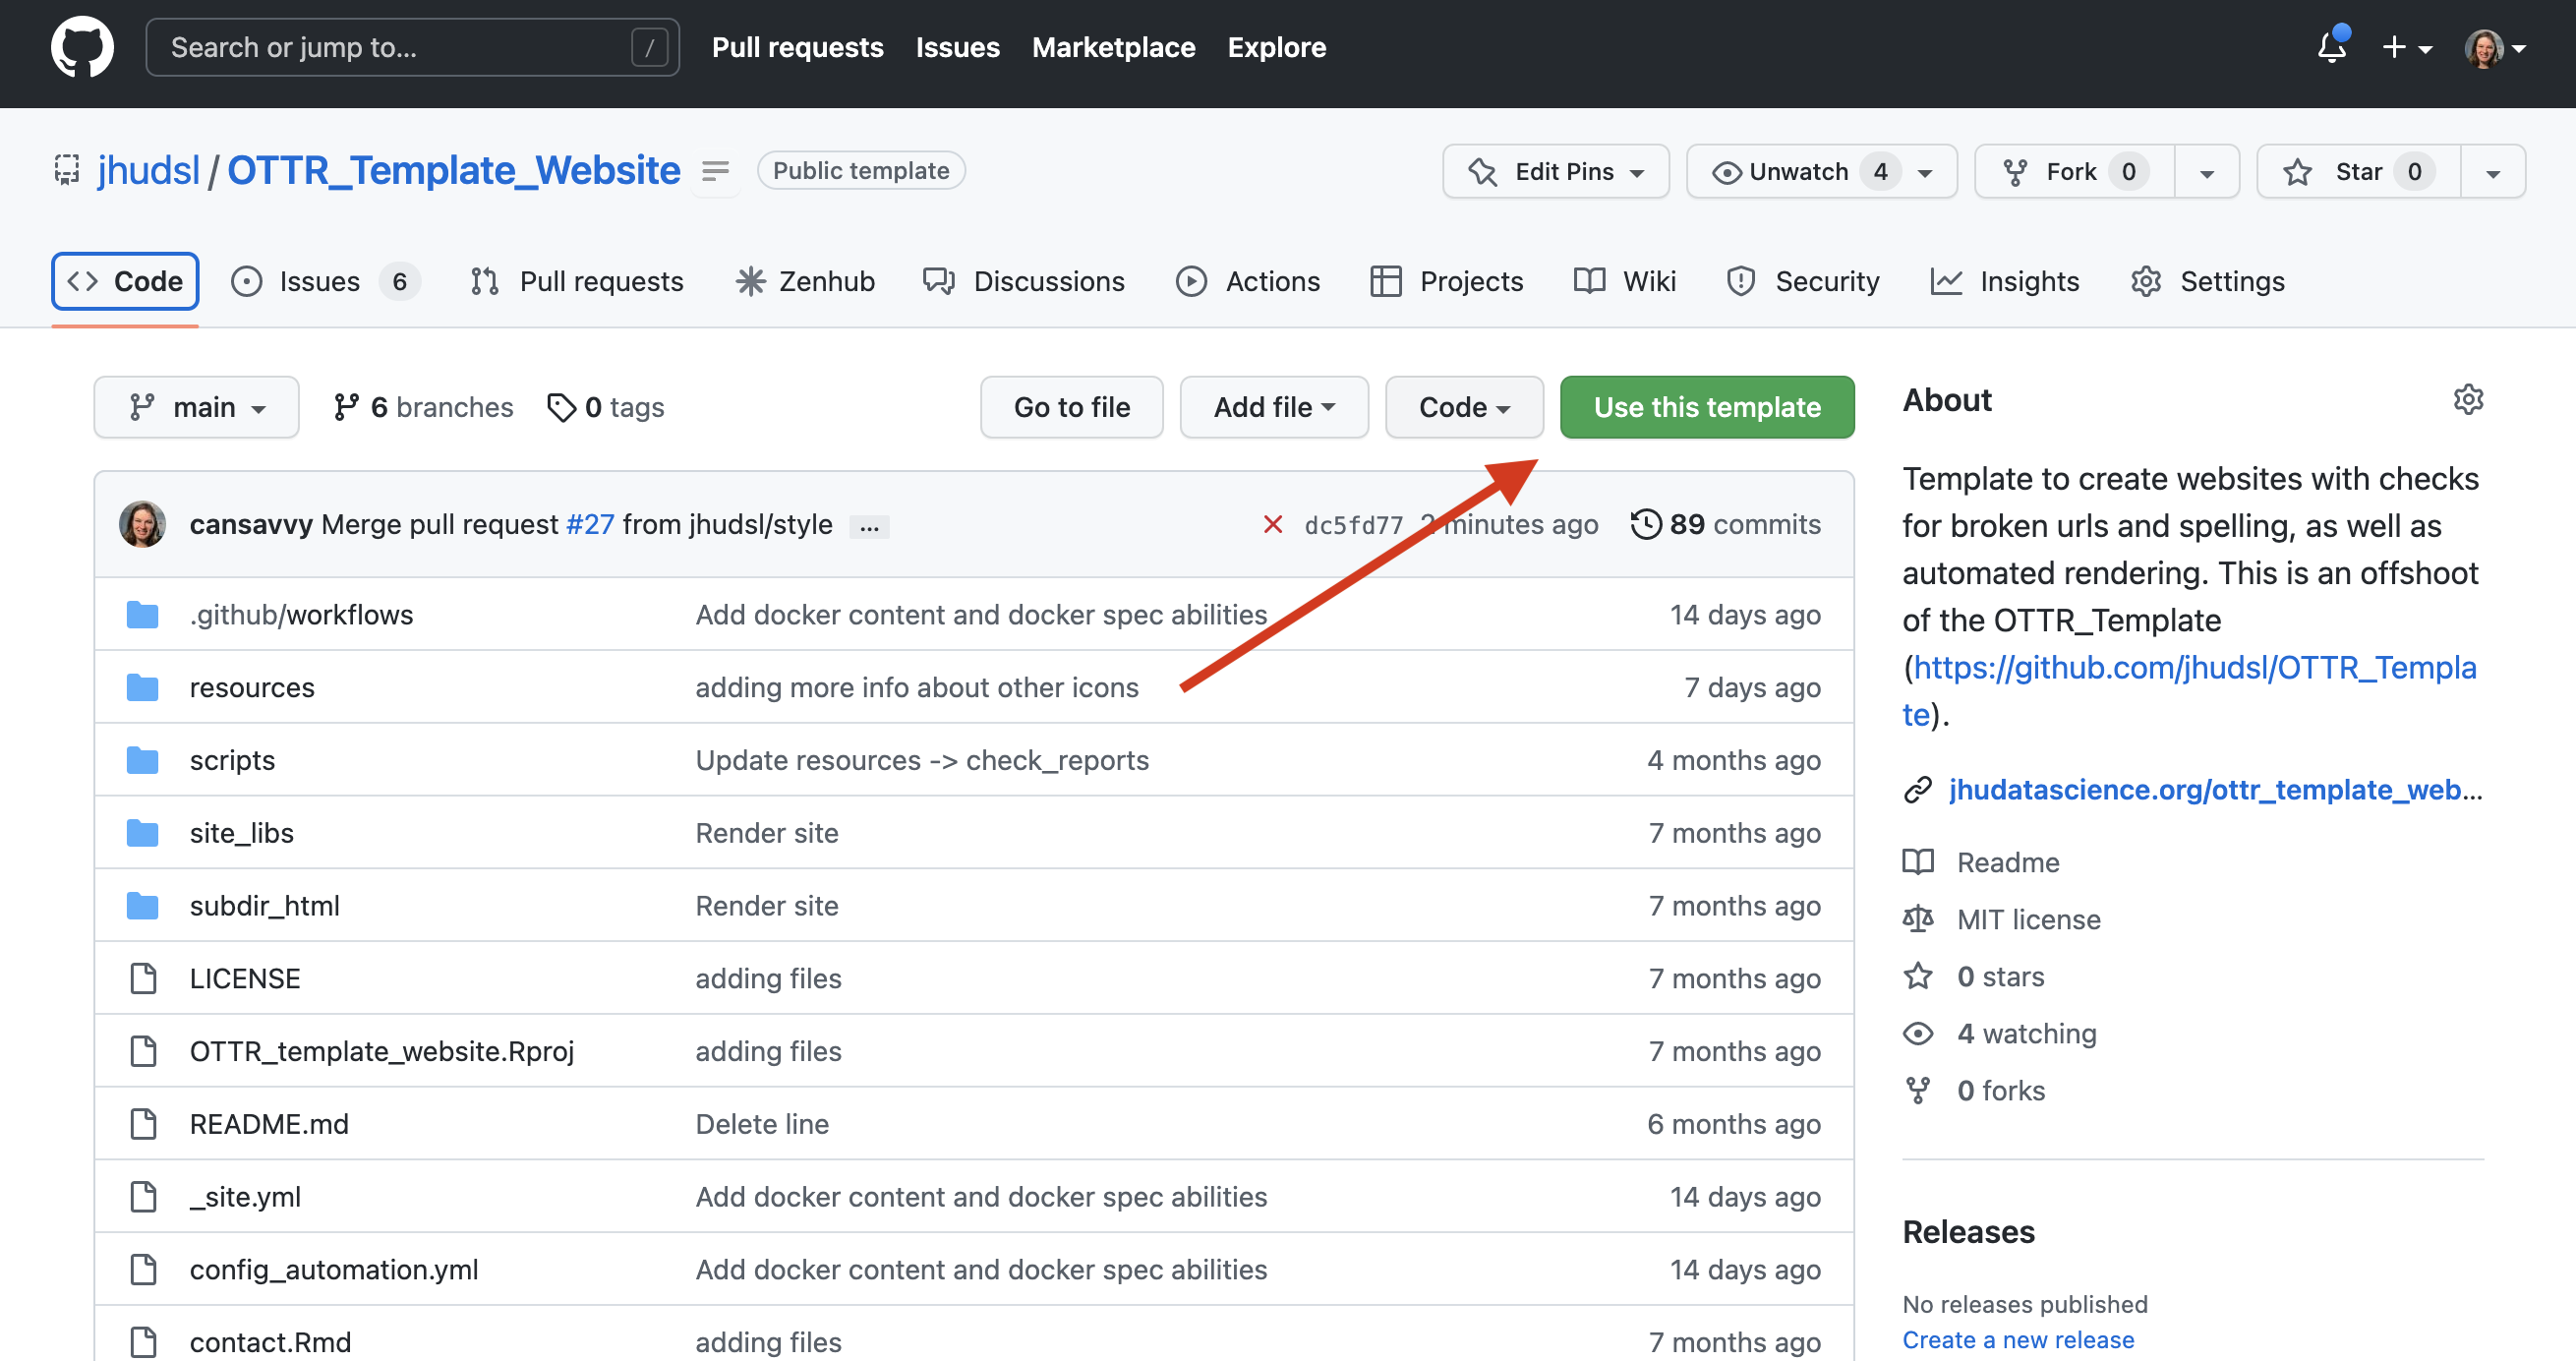 Search or jump to... / Pull requests Issues Marketplace Explore
jhudsl / OTTR_Template_Website Public template Edit Pins Unwatch 4 Fork 0 Star 0
<> Code Issues 6 Pull requests Zenhub Discussions Actions Projects Wiki Security Insights Settings
main 6 branches 0 tags Go to file Add file Code Use this template
cansavvy Merge pull request #27 from jhudsl/style ... dc5fd77 2 minutes ago 89 commits
.github/workflows Add docker content and docker spec abilities 14 days ago
resources adding more info about other icons 7 days ago
scripts Update resources -> check_reports 4 months ago
site_libs Render site 7 months ago
subdir_html Render site 7 months ago
LICENSE adding files 7 months ago
OTTR_template_website.Rproj adding files 7 months ago
README.md Delete line 6 months ago
_site.yml Add docker content and docker spec abilities 14 days ago
config_automation.yml Add docker content and docker spec abilities 14 days ago
contact.Rmd adding files 7 months ago
About
Template to create websites with checks
for broken urls and spelling, as well as
automated rendering. This is an offshoot
of the OTTR_Template
(https://github.com/jhudsl/OTTR_Templa
te).
jhudatascience.org/ottr_template_web...
Readme
MIT license
0 stars
4 watching
0 forks
Releases
No releases published
Create a new release